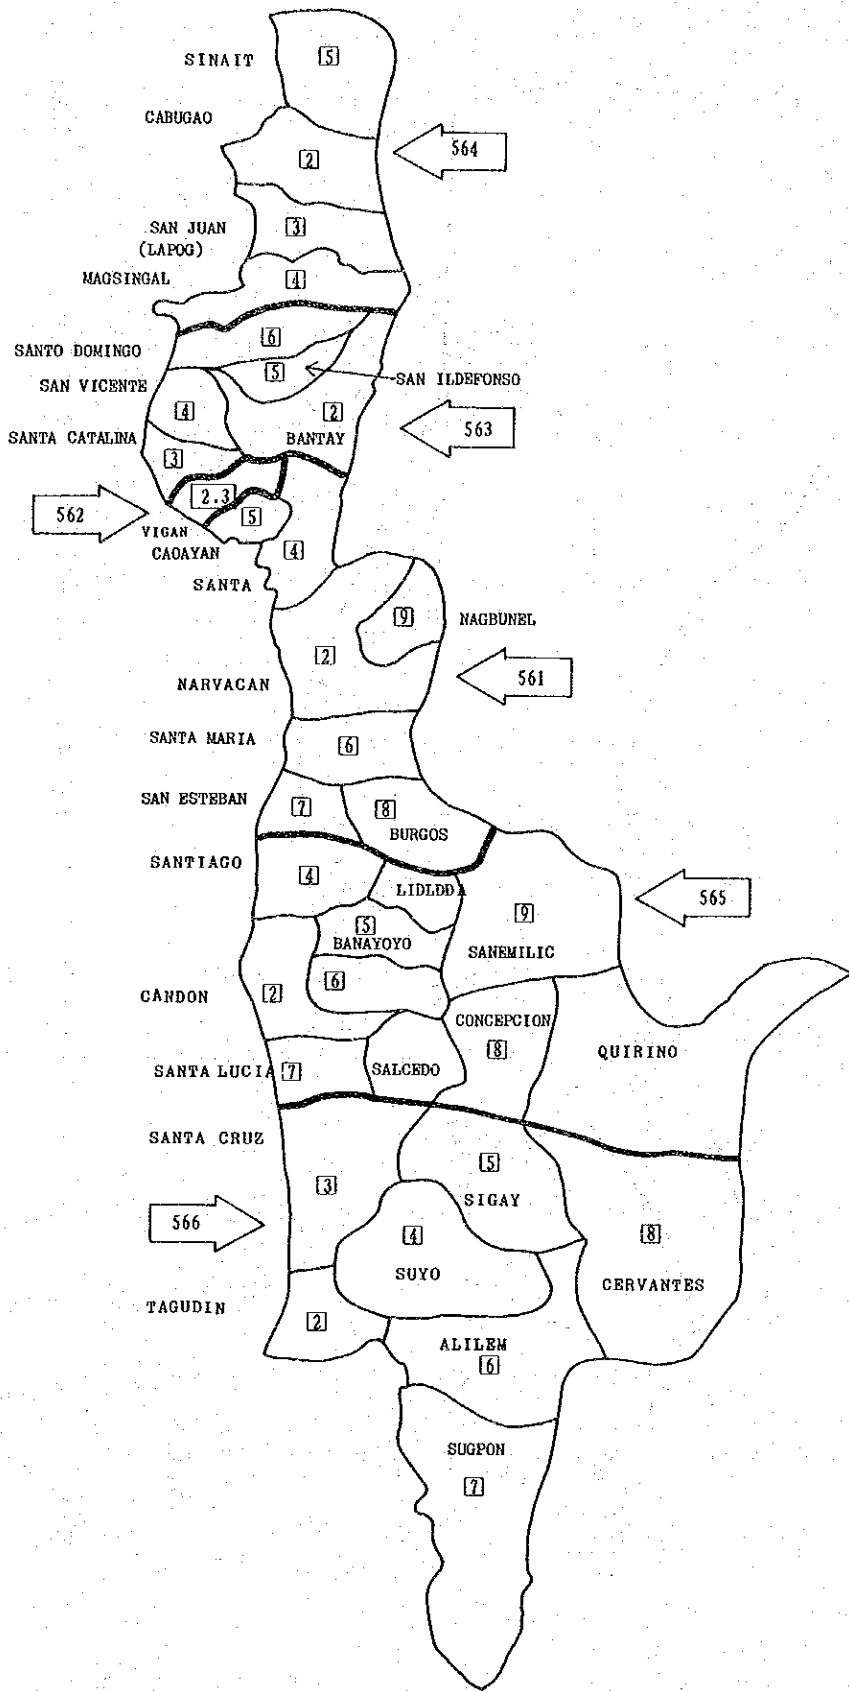 SINAIT
5
CABUGAO
564
2
SAN JUAN
(LAPOG)
3
MAGSINGAL
4
SANTO DOMINGO
6
SAN VICENTE
5
SAN ILDEFONSO
4
2
SANTA CATALINA
BANTAY
563
3
562
2.3
VIGAN
5
CAOAYAN
4
SANTA
9
NAGBUNEL
2
NARVACAN
561
SANTA MARIA
6
SAN ESTEBAN
7
8
BURGOS
SANTIAGO
4
LIDLDDA
565
9
5
BANAYOYO
SANEMILIC
CANDON
2
6
CONCEPCION
8
QUIRINO
SANTA LUCIA
7
SALCEDO
SANTA CRUZ
3
5
SIGAY
566
4
8
SUYO
CERVANTES
TAGUDIN
2
ALILEM
6
SUGPON
7